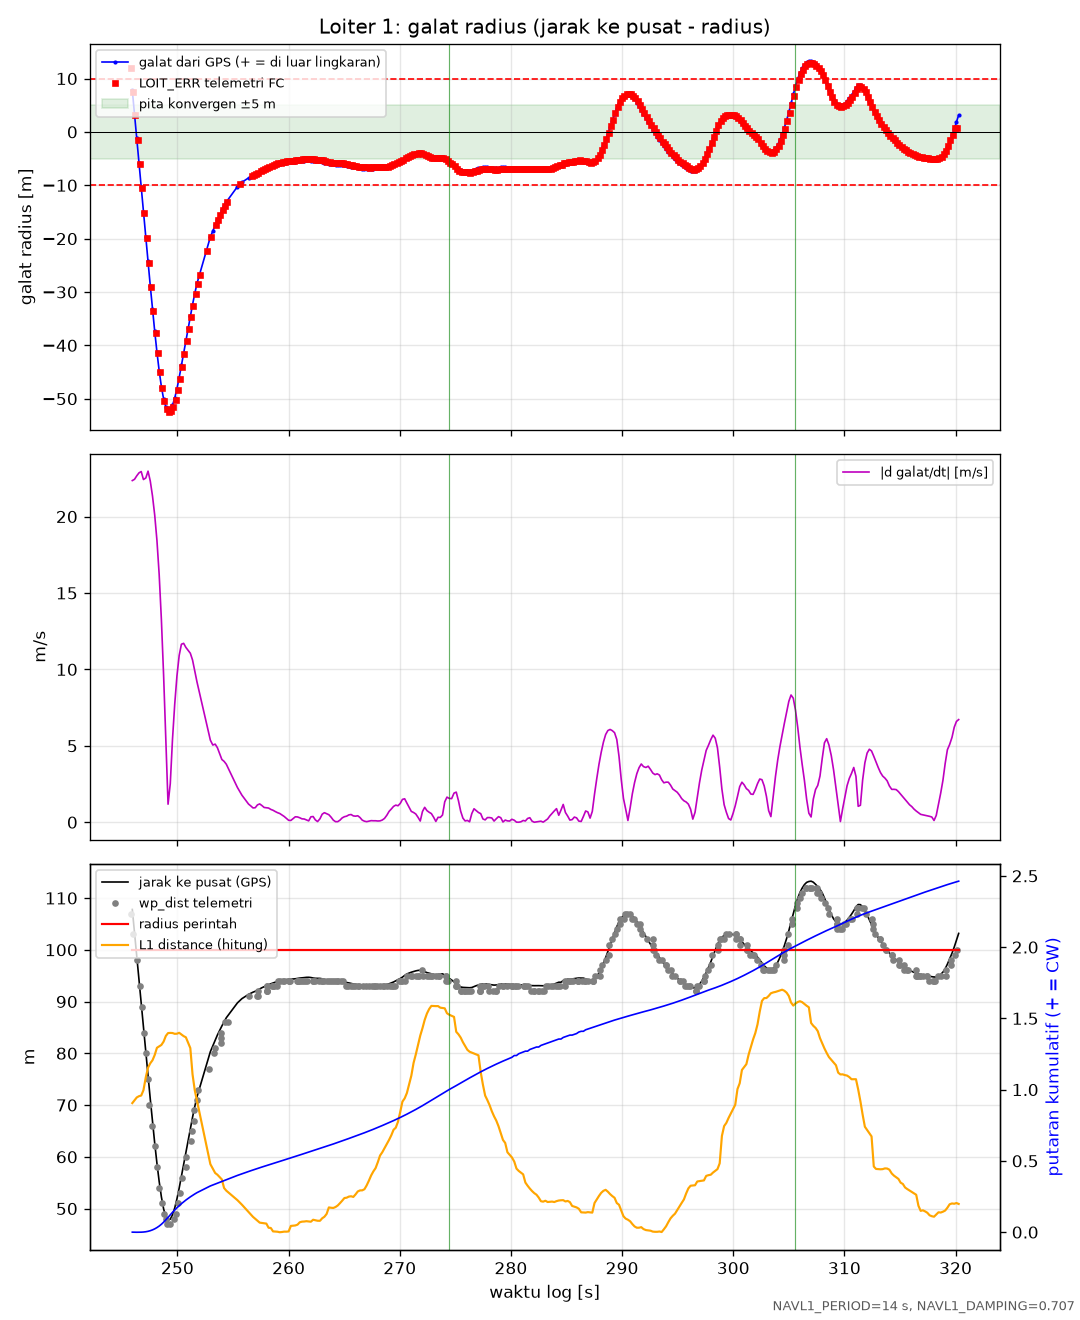 Loiter 1: galat radius (jarak ke pusat - radius)
galat dari GPS (+ = di luar lingkaran)
LOIT_ERR telemetri FC
pita konvergen ±5 m
10
0
−10
−20
−30
−40
−50
galat radius [m]
|d galat/dt| [m/s]
20
15
10
5
0
m/s
jarak ke pusat (GPS)
wp_dist telemetri
radius perintah
L1 distance (hitung)
110
100
90
80
70
60
50
m
2.5
2.0
1.5
1.0
0.5
0.0
putaran kumulatif (+ = CW)
250 260 270 280 290 300 310 320
waktu log [s]
NAVL1_PERIOD=14 s, NAVL1_DAMPING=0.707